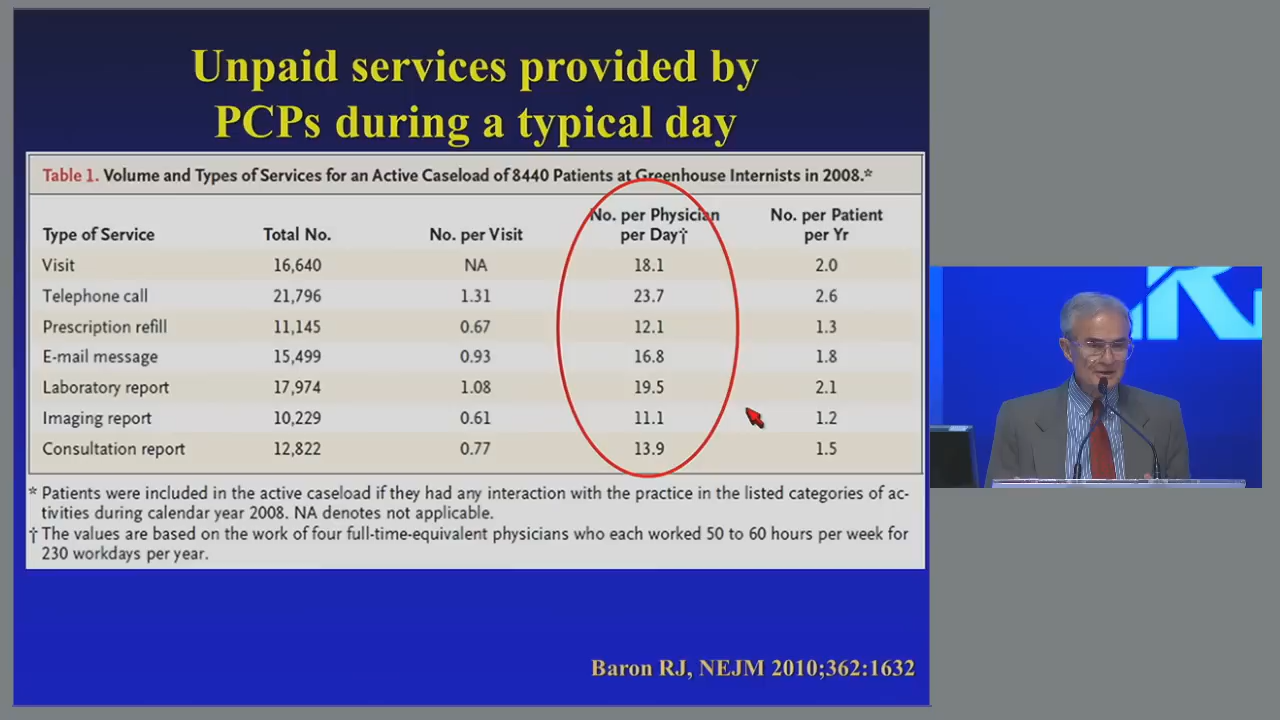 Unpaid services provided by
PCPs during a typical day
Table 1. Volume and Types of Services for an Active Caseload of 8440 Patients at Greenhouse Internists in 2008.*
Type of Service Total No. No. per Visit No. per Physician per Day† No. per Patient per Yr
Visit 16,640 NA 18.1 2.0
Telephone call 21,796 1.31 23.7 2.6
Prescription refill 11,145 0.67 12.1 1.3
E-mail message 15,499 0.93 16.8 1.8
Laboratory report 17,974 1.08 19.5 2.1
Imaging report 10,229 0.61 11.1 1.2
Consultation report 12,822 0.77 13.9 1.5
* Patients were included in the active caseload if they had any interaction with the practice in the listed categories of ac-
tivities during calendar year 2008. NA denotes not applicable.
† The values are based on the work of four full-time-equivalent physicians who each worked 50 to 60 hours per week for
230 workdays per year.
Baron RJ, NEJM 2010;362:1632